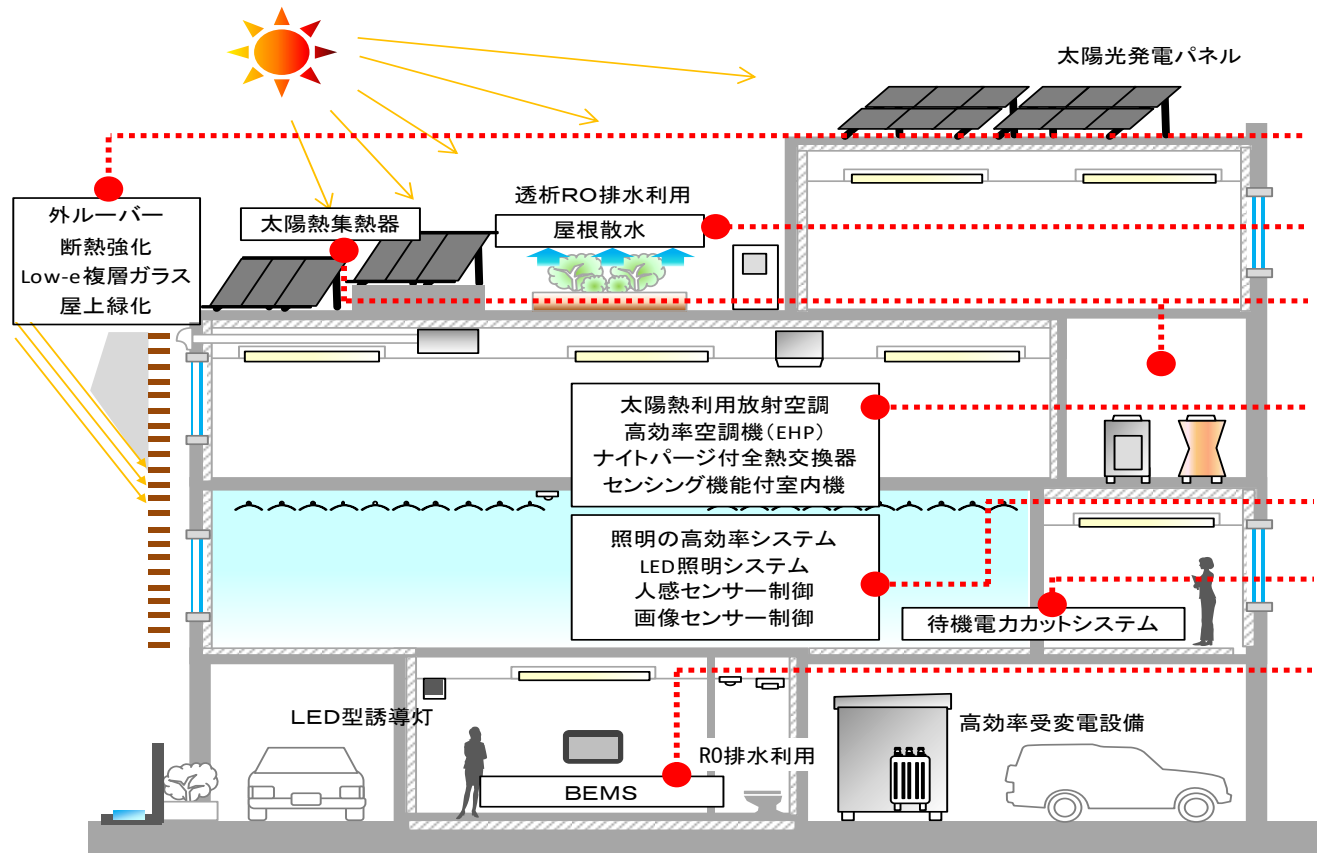 太陽光発電パネル
透析RO排水利用
屋根散水
太陽熱集熱器
外ルーバー
断熱強化
Low-e複層ガラス
屋上緑化
太陽熱利用放射空調
高効率空調機(EHP)
ナイトパージ付全熱交換器
センシング機能付室内機
照明の高効率システム
LED照明システム
人感センサー制御
画像センサー制御
待機電力カットシステム
LED型誘導灯
高効率受変電設備
RO排水利用
BEMS